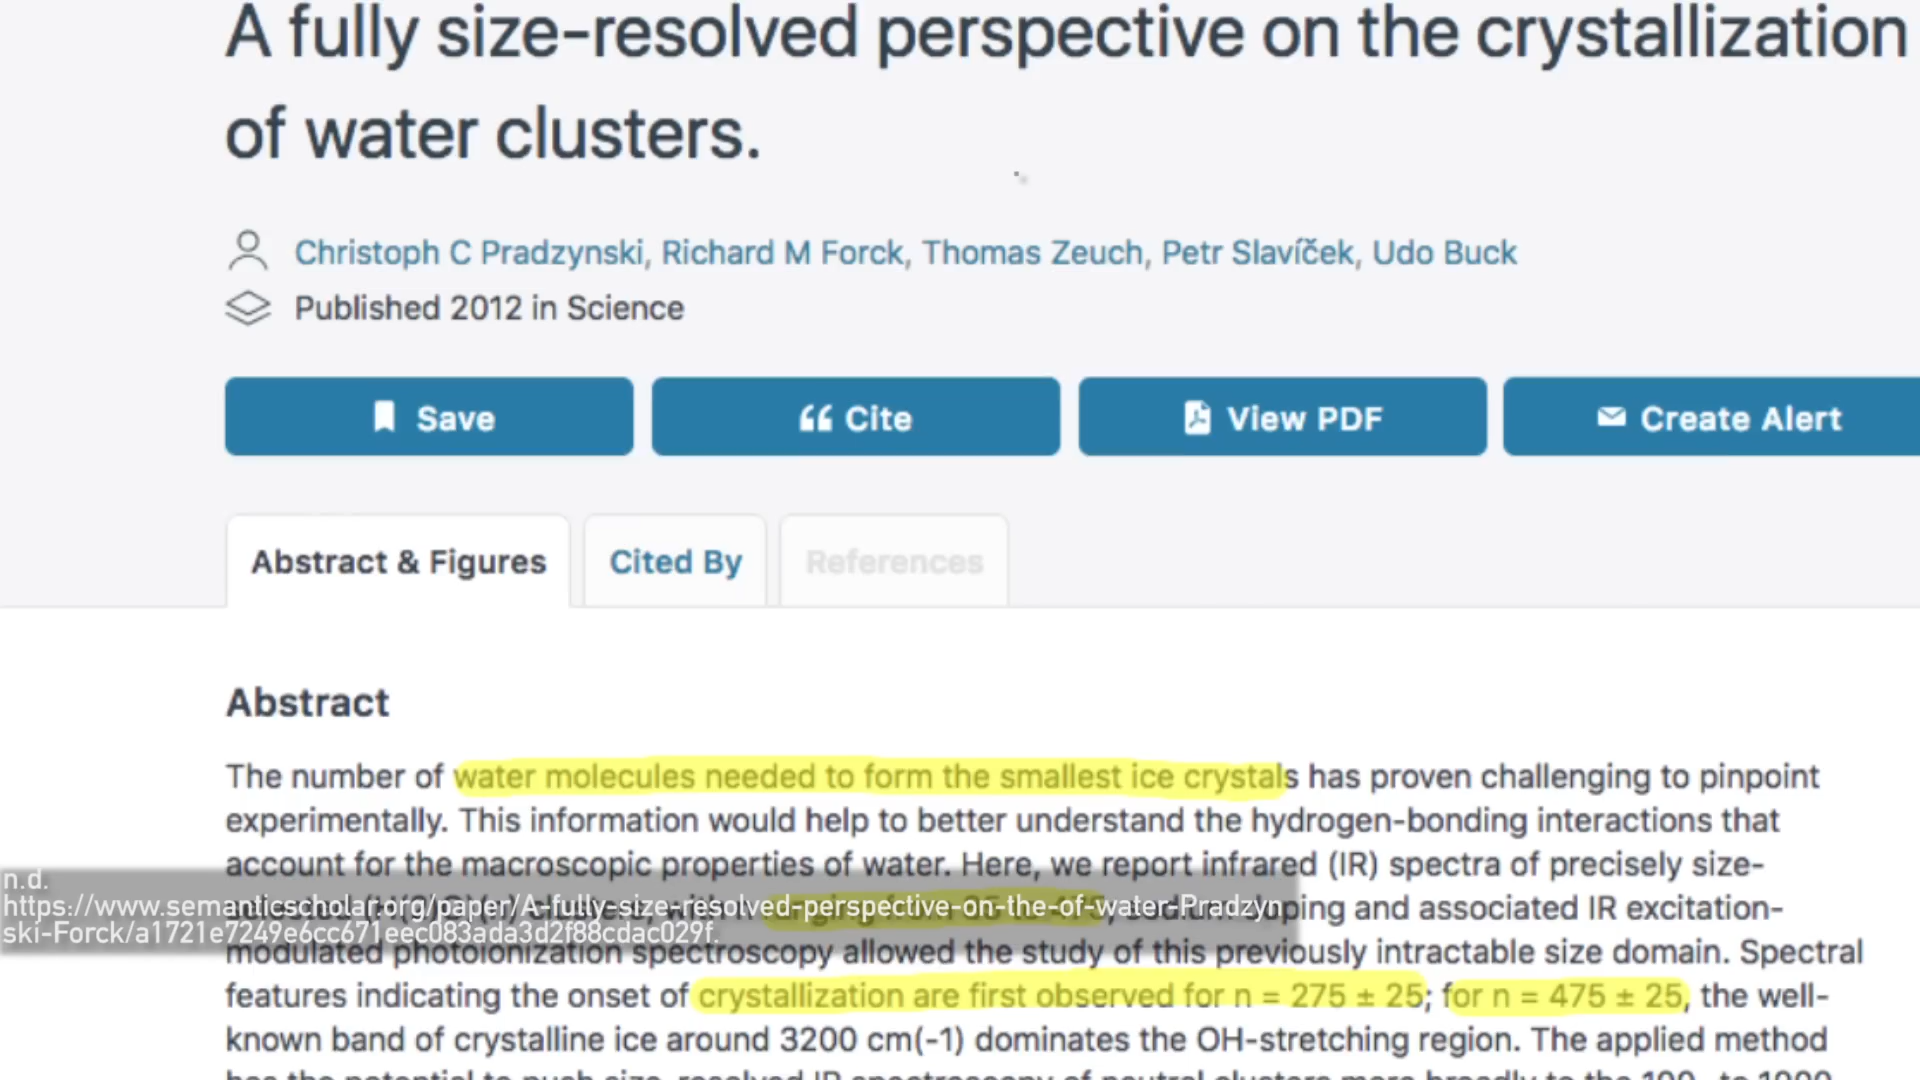 A fully size-resolved perspective on the crystallization
of water clusters.
Christoph C Pradzynski, Richard M Forck, Thomas Zeuch, Petr Slavíček, Udo Buck
Published 2012 in Science
Save
Cite
View PDF
Create Alert
Abstract & Figures
Cited By
References
Abstract
The number of water molecules needed to form the smallest ice crystals has proven challenging to pinpoint
experimentally. This information would help to better understand the hydrogen-bonding interactions that
account for the macroscopic properties of water. Here, we report infrared (IR) spectra of precisely size-
doping and associated IR excitation-
modulated photoionization spectroscopy allowed the study of this previously intractable size domain. Spectral
features indicating the onset of crystallization are first observed for n = 275 ± 25; for n = 475 ± 25, the well-
known band of crystalline ice around 3200 cm(-1) dominates the OH-stretching region. The applied method
n.d.
https://www.semanticscholar.org/paper/A-fully-size-resolved-perspective-on-the-of-water-Pradzyn
ski-Forck/a1721e7249e6cc671eec083ada3d2f88cdac029f.